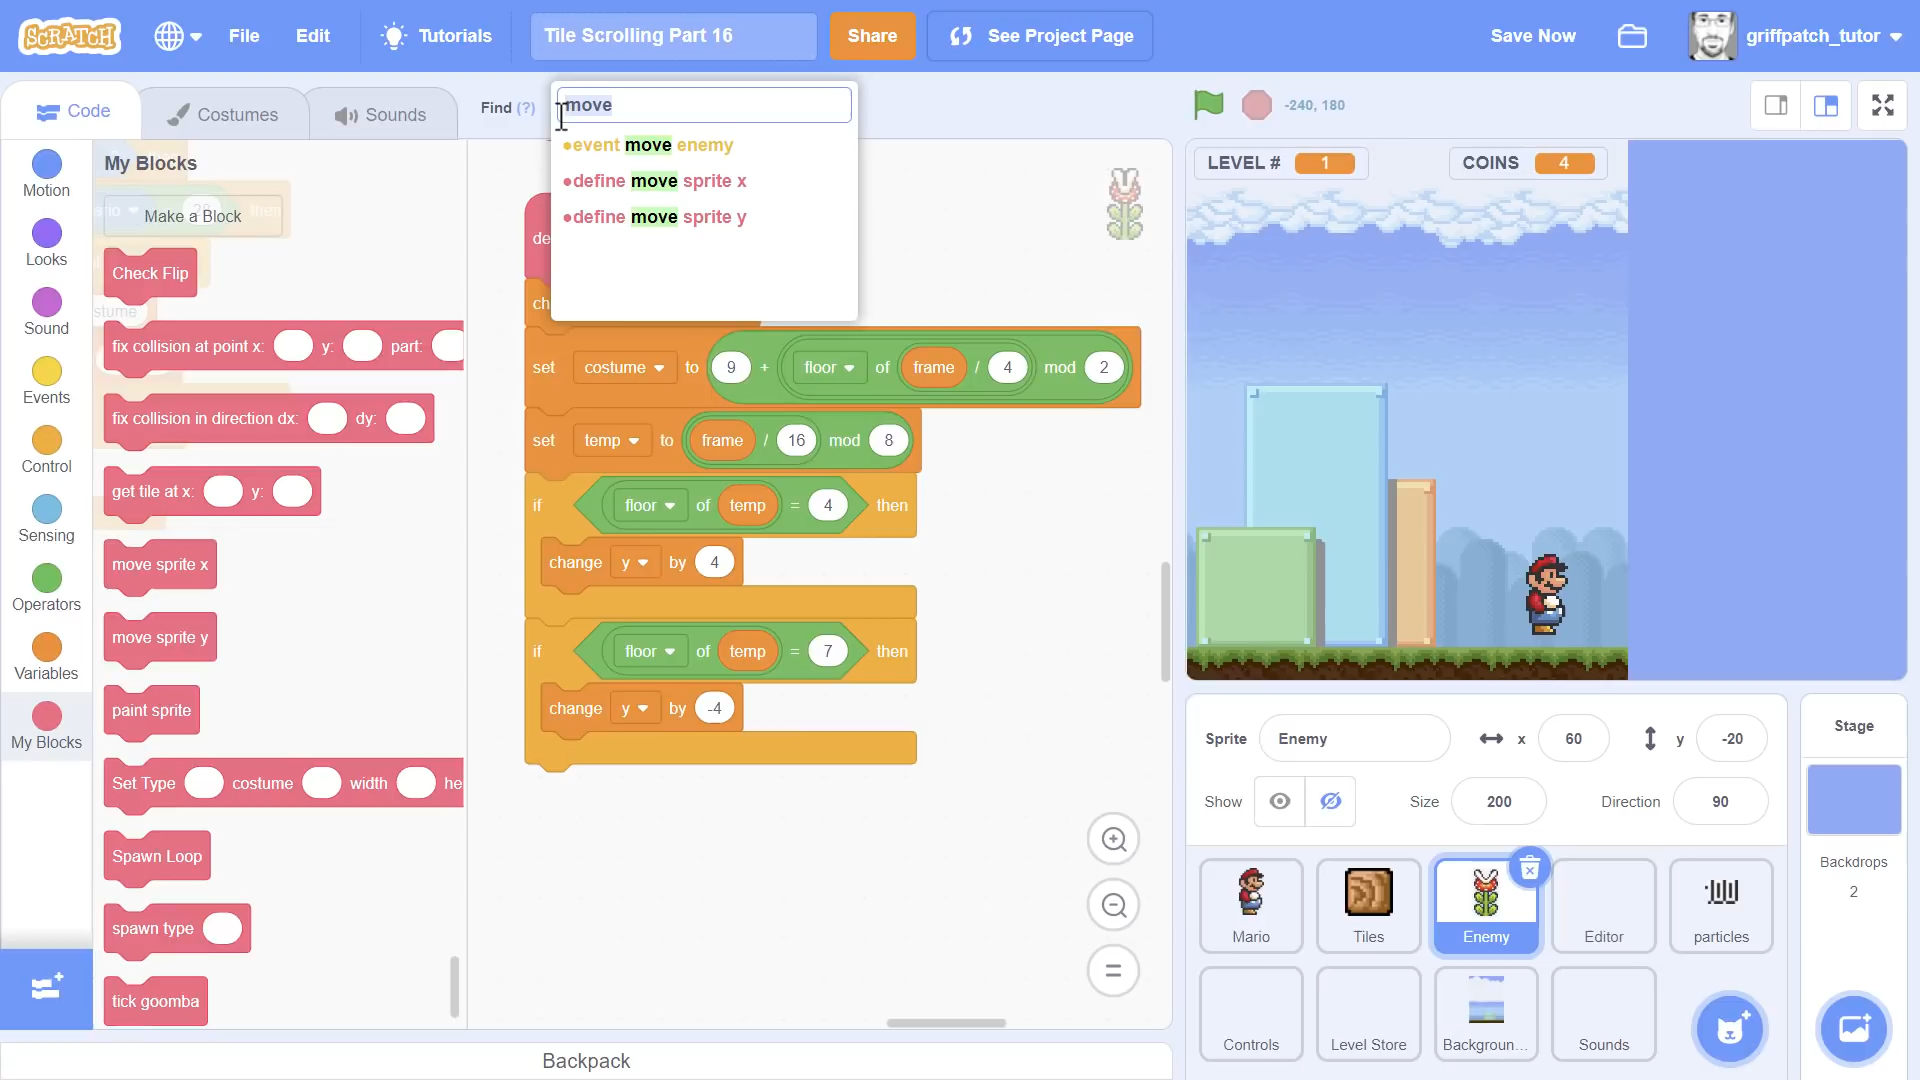 SCRATCH
File
Edit
Tutorials
Tile Scrolling Part 16
Share
See Project Page
Save Now
griffpatch_tutor
Code
Costumes
Sounds
Find (?)
move
•event move enemy
•define move sprite x
•define move sprite y
-240, 180
Motion
Looks
Sound
Events
Control
Sensing
Operators
Variables
My Blocks
My Blocks
Make a Block
Check Flip
fix collision at point x: y: part:
fix collision in direction dx: dy:
get tile at x: y:
move sprite x
move sprite y
paint sprite
Set Type costume width he
Spawn Loop
spawn type
tick goomba
de
ch
set costume to 9 + floor of frame / 4 mod 2
set temp to frame / 16 mod 8
if floor of temp = 4 then
change y by 4
if floor of temp = 7 then
change y by -4
Backpack
LEVEL # 1
COINS 4
Sprite Enemy x 60 y -20
Show Size 200 Direction 90
Mario
Tiles
Enemy
Editor
particles
Controls
Level Store
Backgroun...
Sounds
Stage
Backdrops
2